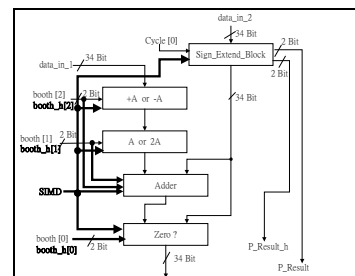 data_in_2
34 Bit
Cycle [0]
Sign_Extend_Block
2 Bit
2 Bit
data_in_1
34 Bit
booth [2]
2 Bit
booth_h[2]
+A or -A
34 Bit
booth [1]
2 Bit
booth_h[1]
A or 2A
SIMD
Adder
Zero ?
booth [0]
2 Bit
booth_h[0]
34 Bit
P_Result_h
P_Result